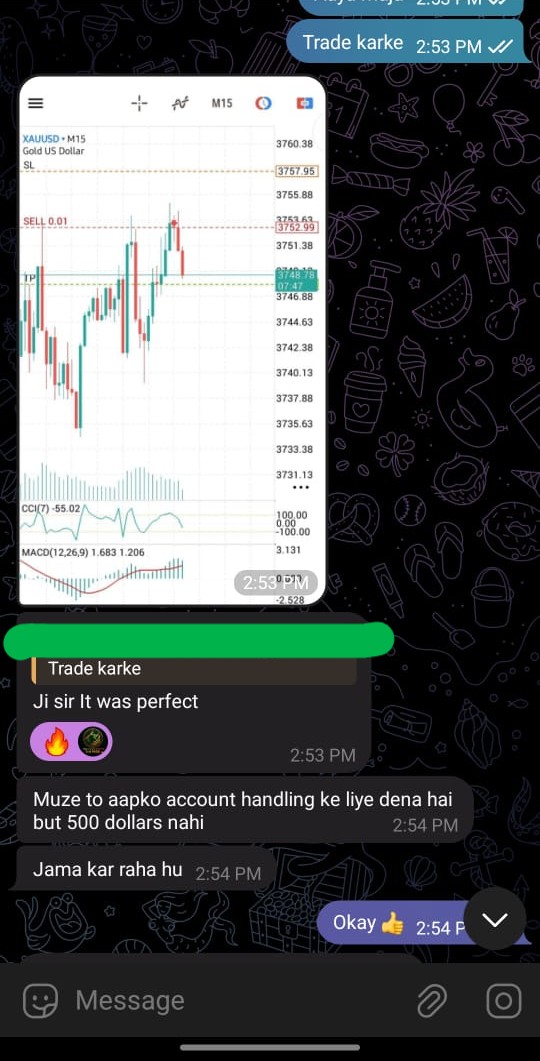 2:53 PM
Trade karke 2:53 PM
M15
XAUUSD • M15
Gold US Dollar
SL
3760.38
3757.95
3755.88
SELL 0.01
3752.99
3751.38
TP
3748.78
07:47
3746.88
3744.63
3742.38
3740.13
3737.88
3735.63
3733.38
3731.13
CCI(7) -55.02
100.00
0.00
-100.00
MACD(12,26,9) 1.683 1.206
3.131
2:53 PM
-2.528
Trade karke
Ji sir It was perfect
2:53 PM
Muze to aapko account handling ke liye dena hai
but 500 dollars nahi
2:54 PM
Jama kar raha hu 2:54 PM
Okay 👍 2:54 P
Message